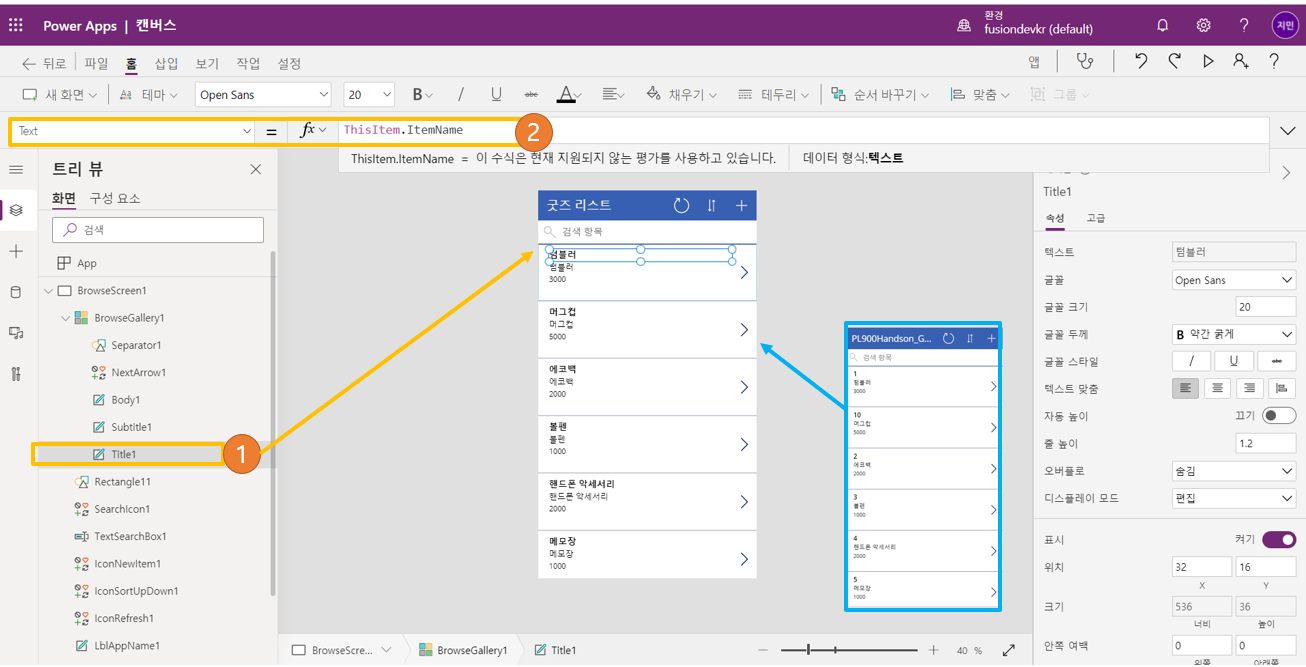 Power Apps | 캔버스
환경
fusiondevkr (default)
지민
뒤로 파일 홈 삽입 보기 작업 설정
앱
새 화면 테마 Open Sans 20 B / U abc A 채우기 테두리 순서 바꾸기 맞춤 그룹
Text = fx ThisItem.ItemName
2
ThisItem.ItemName = 이 수식은 현재 지원되지 않는 평가를 사용하고 있습니다. 데이터 형식:텍스트
트리 뷰
화면 구성 요소
검색
App
BrowseScreen1
BrowseGallery1
Separator1
NextArrow1
Body1
Subtitle1
Title1
1
Rectangle11
SearchIcon1
TextSearchBox1
IconNewItem1
IconSortUpDown1
IconRefresh1
LblAppName1
굿즈 리스트
검색 항목
텀블러
텀블러
3000
머그컵
머그컵
5000
에코백
에코백
2000
볼펜
볼펜
1000
핸드폰 악세서리
핸드폰 악세서리
2000
메모장
메모장
1000
PL900Handson_G...
검색 항목
1
텀블러
3000
10
머그컵
5000
2
에코백
2000
3
볼펜
1000
4
핸드폰 악세서리
2000
5
메모장
1000
Title1
속성 고급
텍스트 텀블러
글꼴 Open Sans
글꼴 크기 20
글꼴 두께 B 약간 굵게
글꼴 스타일 / U abc
텍스트 맞춤
자동 높이 끄기
줄 높이 1.2
오버플로 숨김
디스플레이 모드 편집
표시 켜기
위치 32 16
X Y
크기 536 36
너비 높이
안쪽 여백 0 0
위쪽 아래쪽
BrowseScre... BrowseGallery1 Title1
40 %